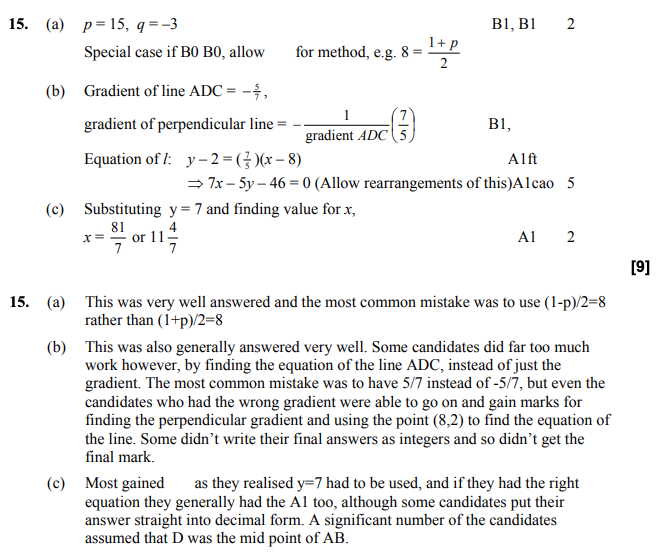 15. (a) p = 15, q = –3 B1, B1 2
Special case if B0 B0, allow for method, e.g. 8 = (1 + p)/2
(b) Gradient of line ADC = –5/7,
gradient of perpendicular line = – 1/(gradient ADC) (7/5) B1,
Equation of l: y – 2 = (7/5)(x – 8) A1ft
⇒ 7x – 5y – 46 = 0 (Allow rearrangements of this)A1cao 5
(c) Substituting y = 7 and finding value for x,
x = 81/7 or 11 4/7 A1 2
[9]
15. (a) This was very well answered and the most common mistake was to use (1-p)/2=8
rather than (1+p)/2=8
(b) This was also generally answered very well. Some candidates did far too much
work however, by finding the equation of the line ADC, instead of just the
gradient. The most common mistake was to have 5/7 instead of -5/7, but even the
candidates who had the wrong gradient were able to go on and gain marks for
finding the perpendicular gradient and using the point (8,2) to find the equation of
the line. Some didn’t write their final answers as integers and so didn’t get the
final mark.
(c) Most gained as they realised y=7 had to be used, and if they had the right
equation they generally had the A1 too, although some candidates put their
answer straight into decimal form. A significant number of the candidates
assumed that D was the mid point of AB.